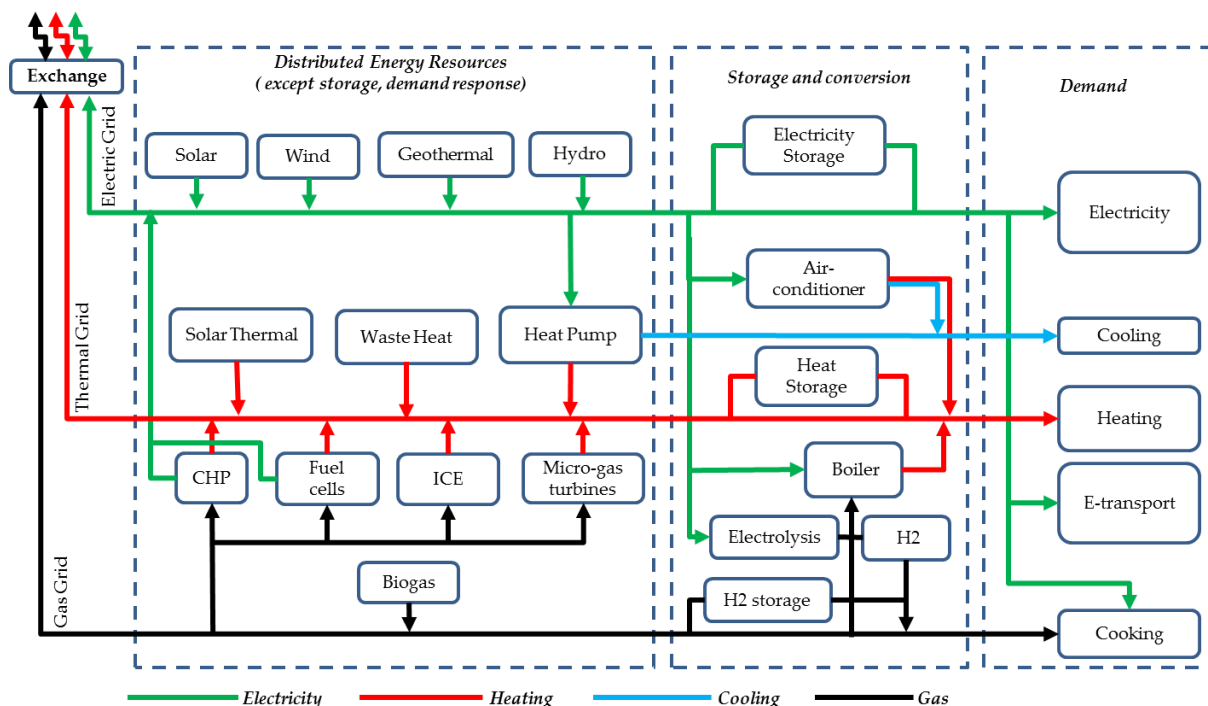 Exchange
Distributed Energy Resources
( except storage, demand response)
Storage and conversion
Demand
Electric Grid
Solar
Wind
Geothermal
Hydro
Electricity
Storage
Electricity
Air-
conditioner
Thermal Grid
Solar Thermal
Waste Heat
Heat Pump
Cooling
Heat
Storage
Heating
CHP
Fuel
cells
ICE
Micro-gas
turbines
Boiler
E-transport
Electrolysis
H2
Gas Grid
Biogas
H2 storage
Cooking
Electricity
Heating
Cooling
Gas